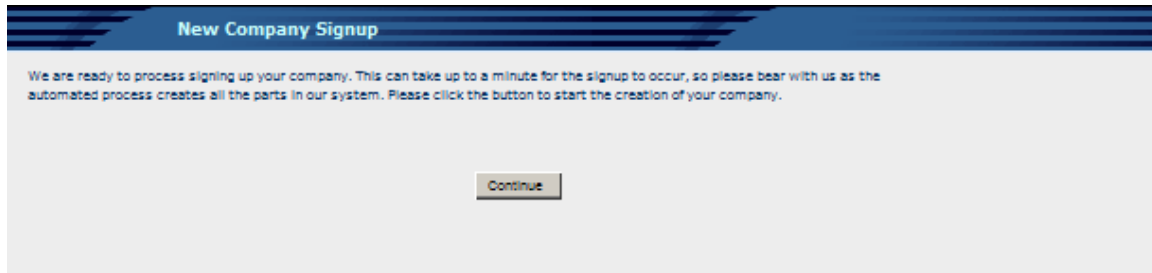 New Company Signup
We are ready to process signing up your company. This can take up to a minute for the signup to occur, so please bear with us as the
automated process creates all the parts in our system. Please click the button to start the creation of your company.
Continue